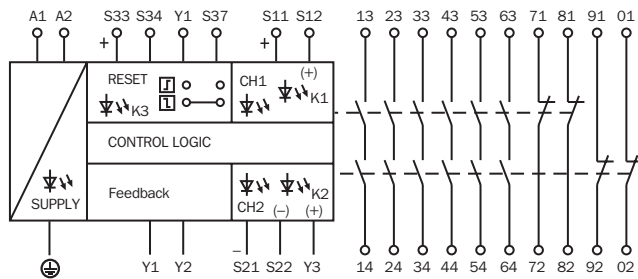 A1 A2 S33 S34 Y1 S37 S11 S12 13 23 33 43 53 63 71 81 91 01
+ +
RESET CH1 (+)
K3 K1
CONTROL LOGIC
SUPPLY Feedback CH2 (−) K2 (+)
−
Y1 Y2 S21 S22 Y3 14 24 34 44 54 64 72 82 92 02